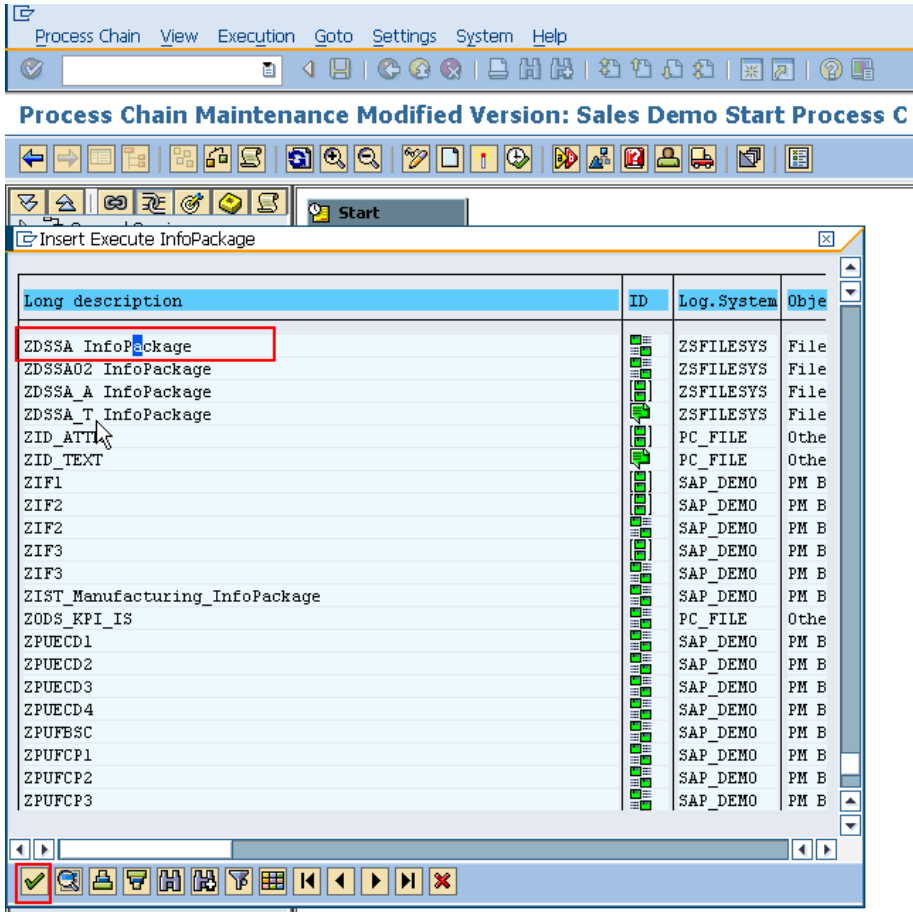 Process Chain View Execution Goto Settings System Help
Process Chain Maintenance Modified Version: Sales Demo Start Process C
Start
Insert Execute InfoPackage
Long description ID Log.System Obje
ZDSSA InfoPackage ZSFILESYS File
ZDSSA02 InfoPackage ZSFILESYS File
ZDSSA_A InfoPackage ZSFILESYS File
ZDSSA_T InfoPackage ZSFILESYS File
PC_FILE Othe
ZID_TEXT PC_FILE Othe
ZIF1 SAP_DEMO PM B
ZIF2 SAP_DEMO PM B
ZIF2 SAP_DEMO PM B
ZIF3 SAP_DEMO PM B
ZIF3 SAP_DEMO PM B
ZIST_Manufacturing_InfoPackage SAP_DEMO PM B
ZODS_KPI_IS PC_FILE Othe
ZPUECD1 SAP_DEMO PM B
ZPUECD2 SAP_DEMO PM B
ZPUECD3 SAP_DEMO PM B
ZPUECD4 SAP_DEMO PM B
ZPUFBSC SAP_DEMO PM B
ZPUFCP1 SAP_DEMO PM B
ZPUFCP2 SAP_DEMO PM B
ZPUFCP3 SAP_DEMO PM B